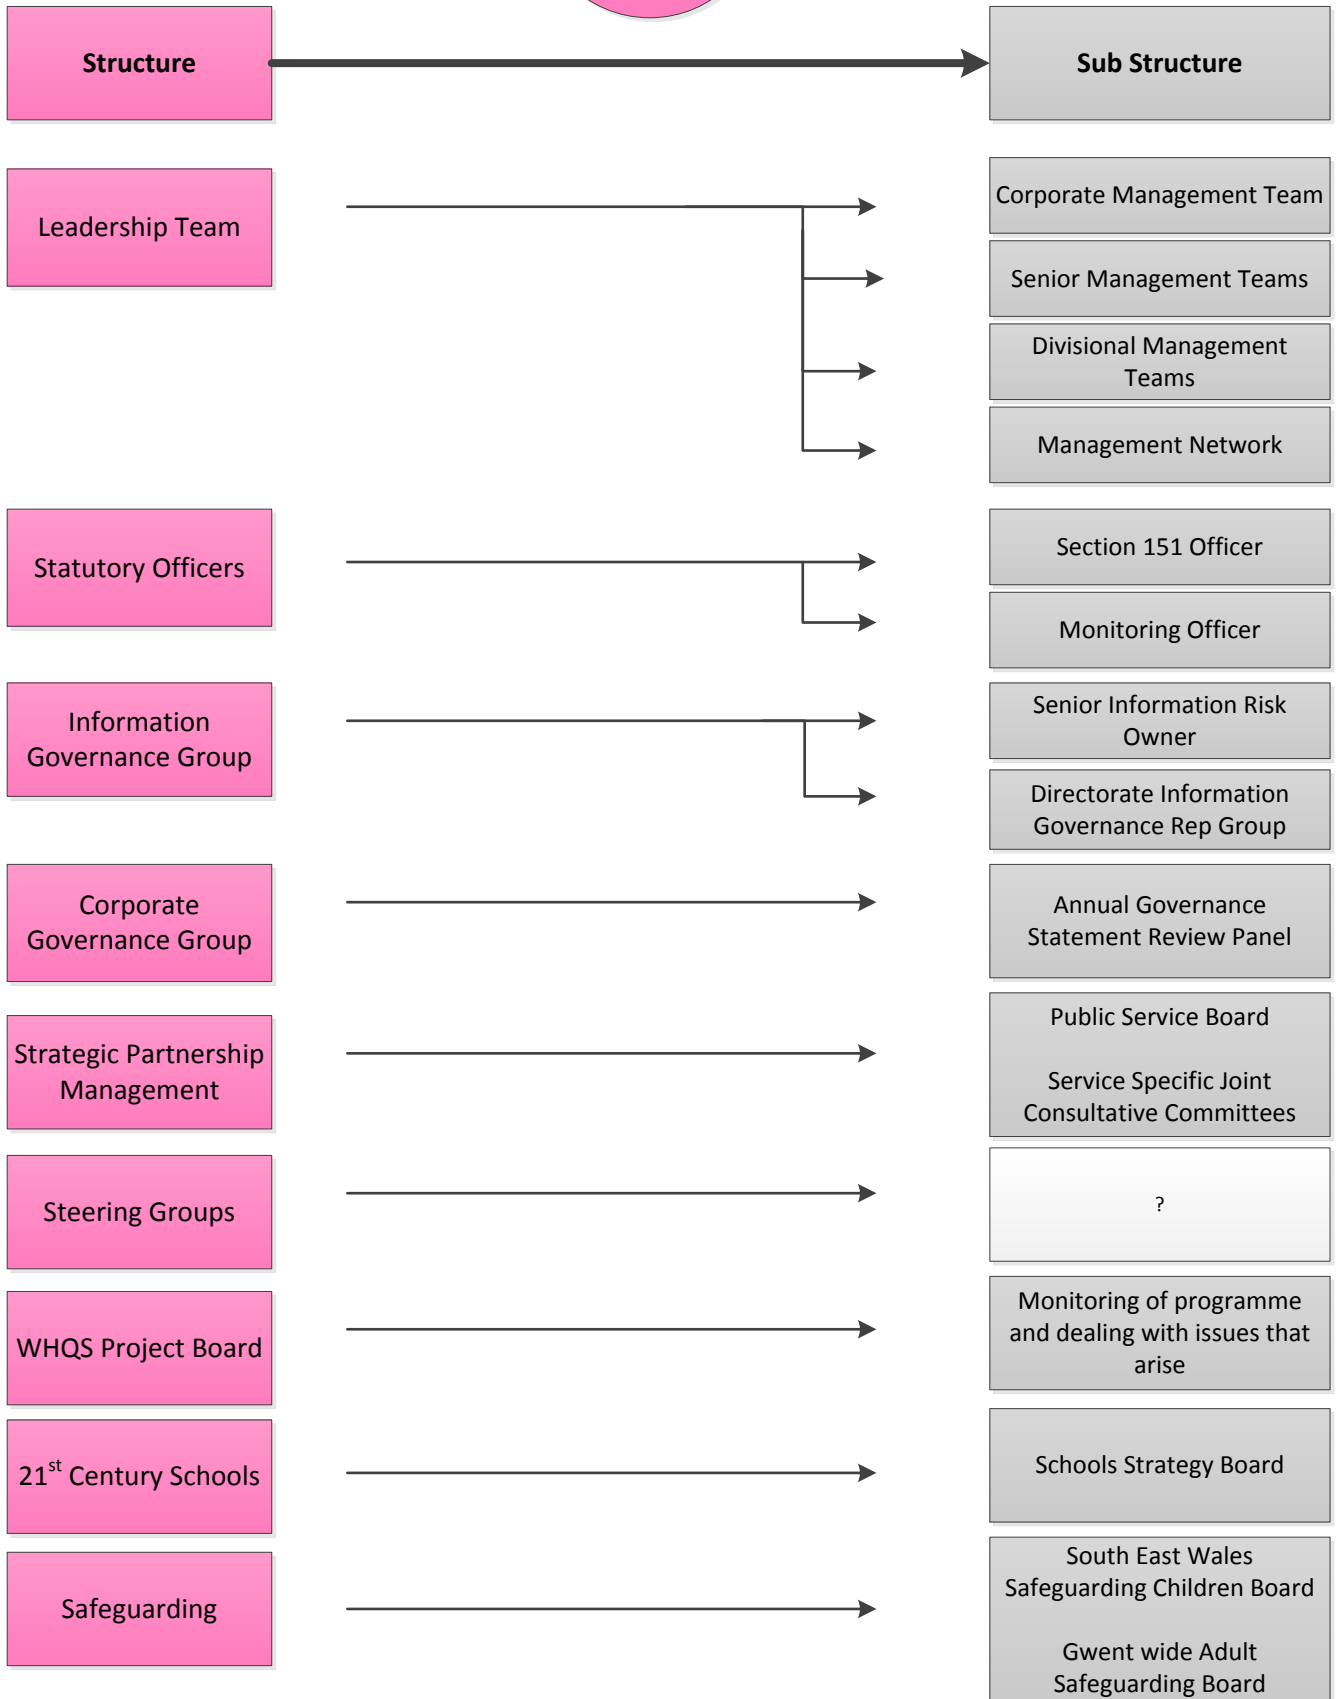 Structure
Sub Structure
Leadership Team
Corporate Management Team
Senior Management Teams
Divisional Management
Teams
Management Network
Statutory Officers
Section 151 Officer
Monitoring Officer
Information
Governance Group
Senior Information Risk
Owner
Directorate Information
Governance Rep Group
Corporate
Governance Group
Annual Governance
Statement Review Panel
Strategic Partnership
Management
Public Service Board
Service Specific Joint
Consultative Committees
Steering Groups
?
WHQS Project Board
Monitoring of programme
and dealing with issues that
arise
21st Century Schools
Schools Strategy Board
Safeguarding
South East Wales
Safeguarding Children Board
Gwent wide Adult
Safeguarding Board